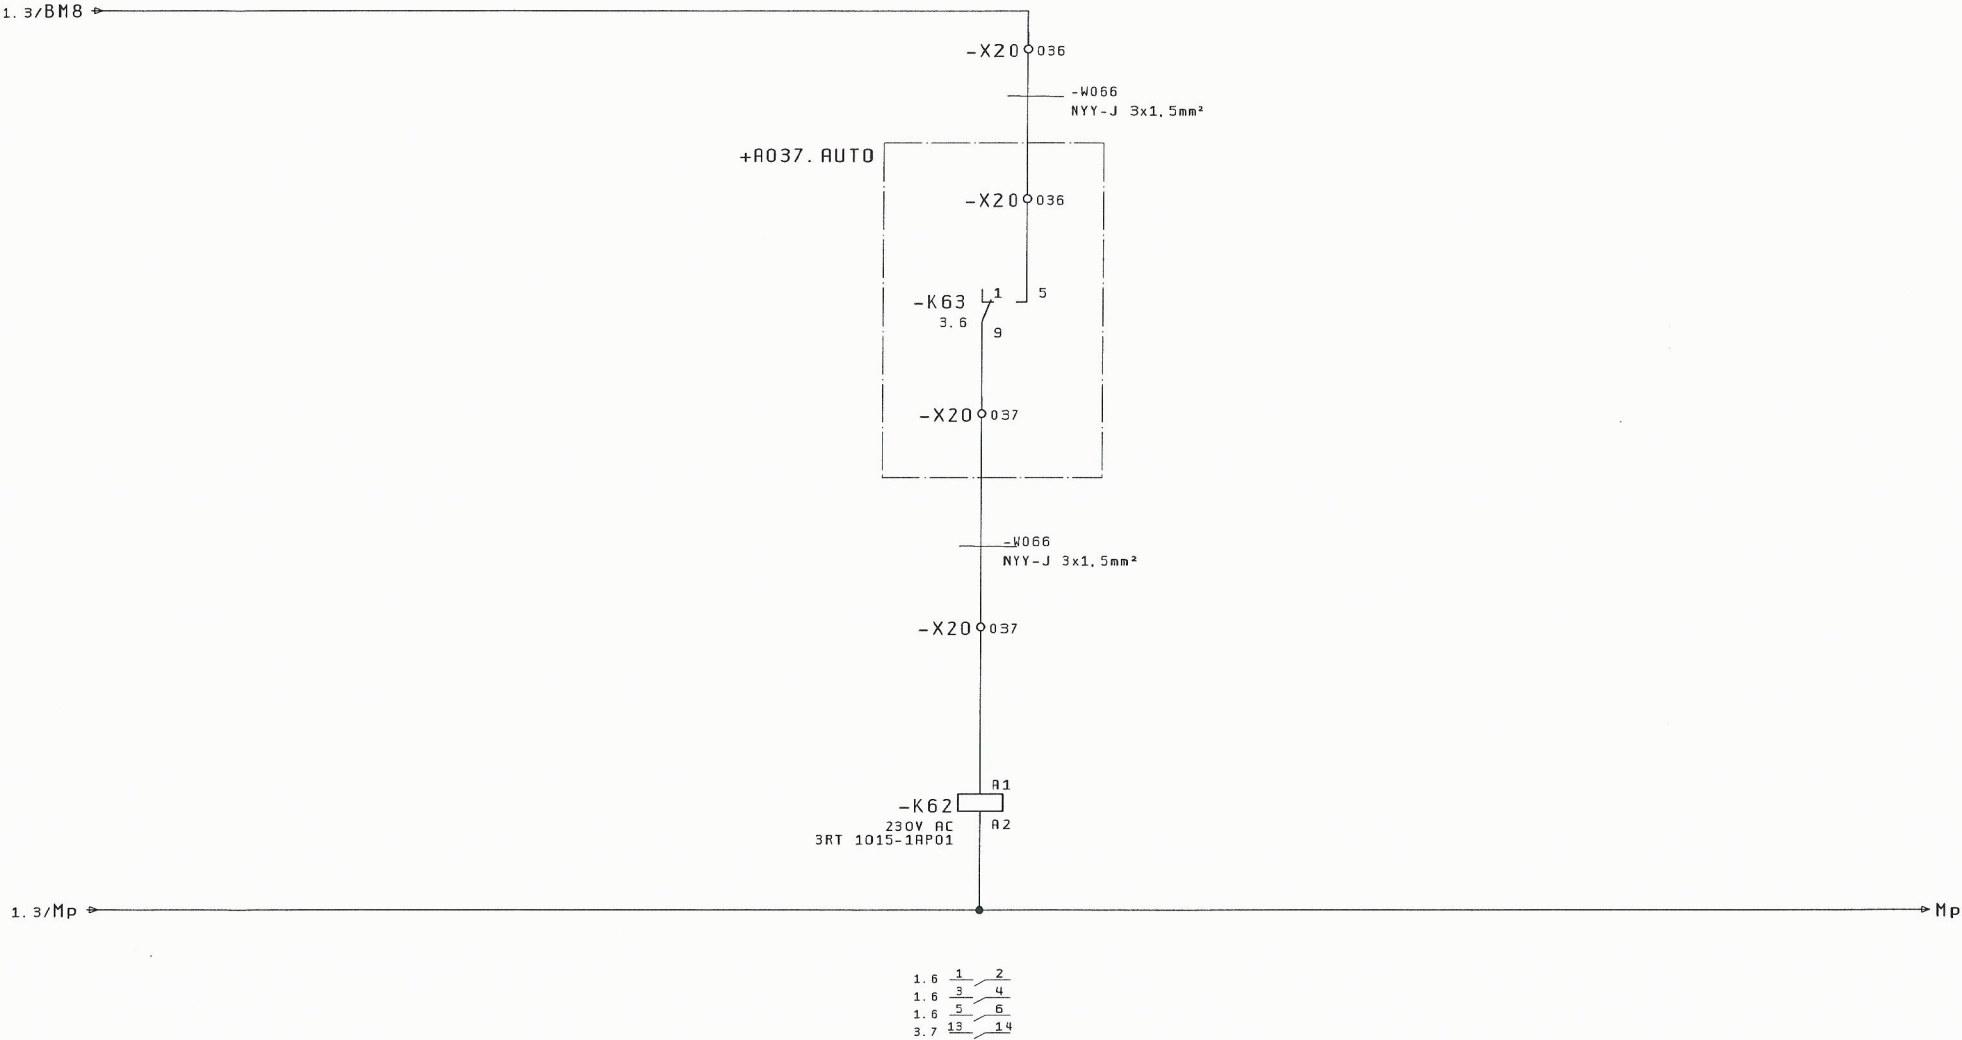 1.3/BM8
-X20 036
-W066
NYY-J 3x1,5mm²
+A037.AUTO
-X20 036
-K63 1 5
3.6
9
-X20 037
-W066
NYY-J 3x1,5mm²
-X20 037
A1
-K62
230V AC A2
3RT 1015-1AP01
1.3/Mp Mp
1.6 1 2
1.6 3 4
1.6 5 6
3.7 13 14